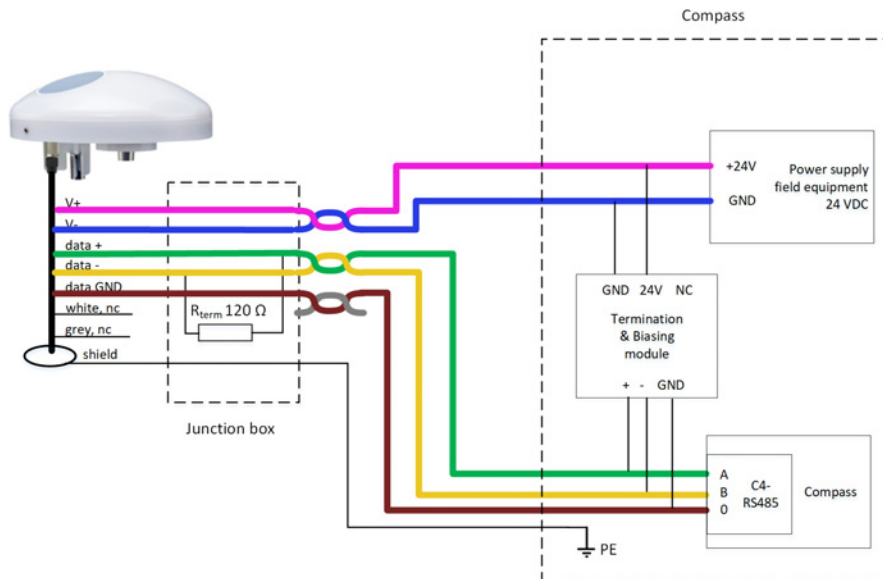 Compass
+24V
GND
Power supply
field equipment
24 VDC
V+
V-
data +
data -
data GND
white, nc
grey, nc
shield
Rterm 120 Ω
Junction box
GND 24V NC
Termination
& Biasing
module
+ - GND
A
B
0
C4-
RS485
Compass
PE